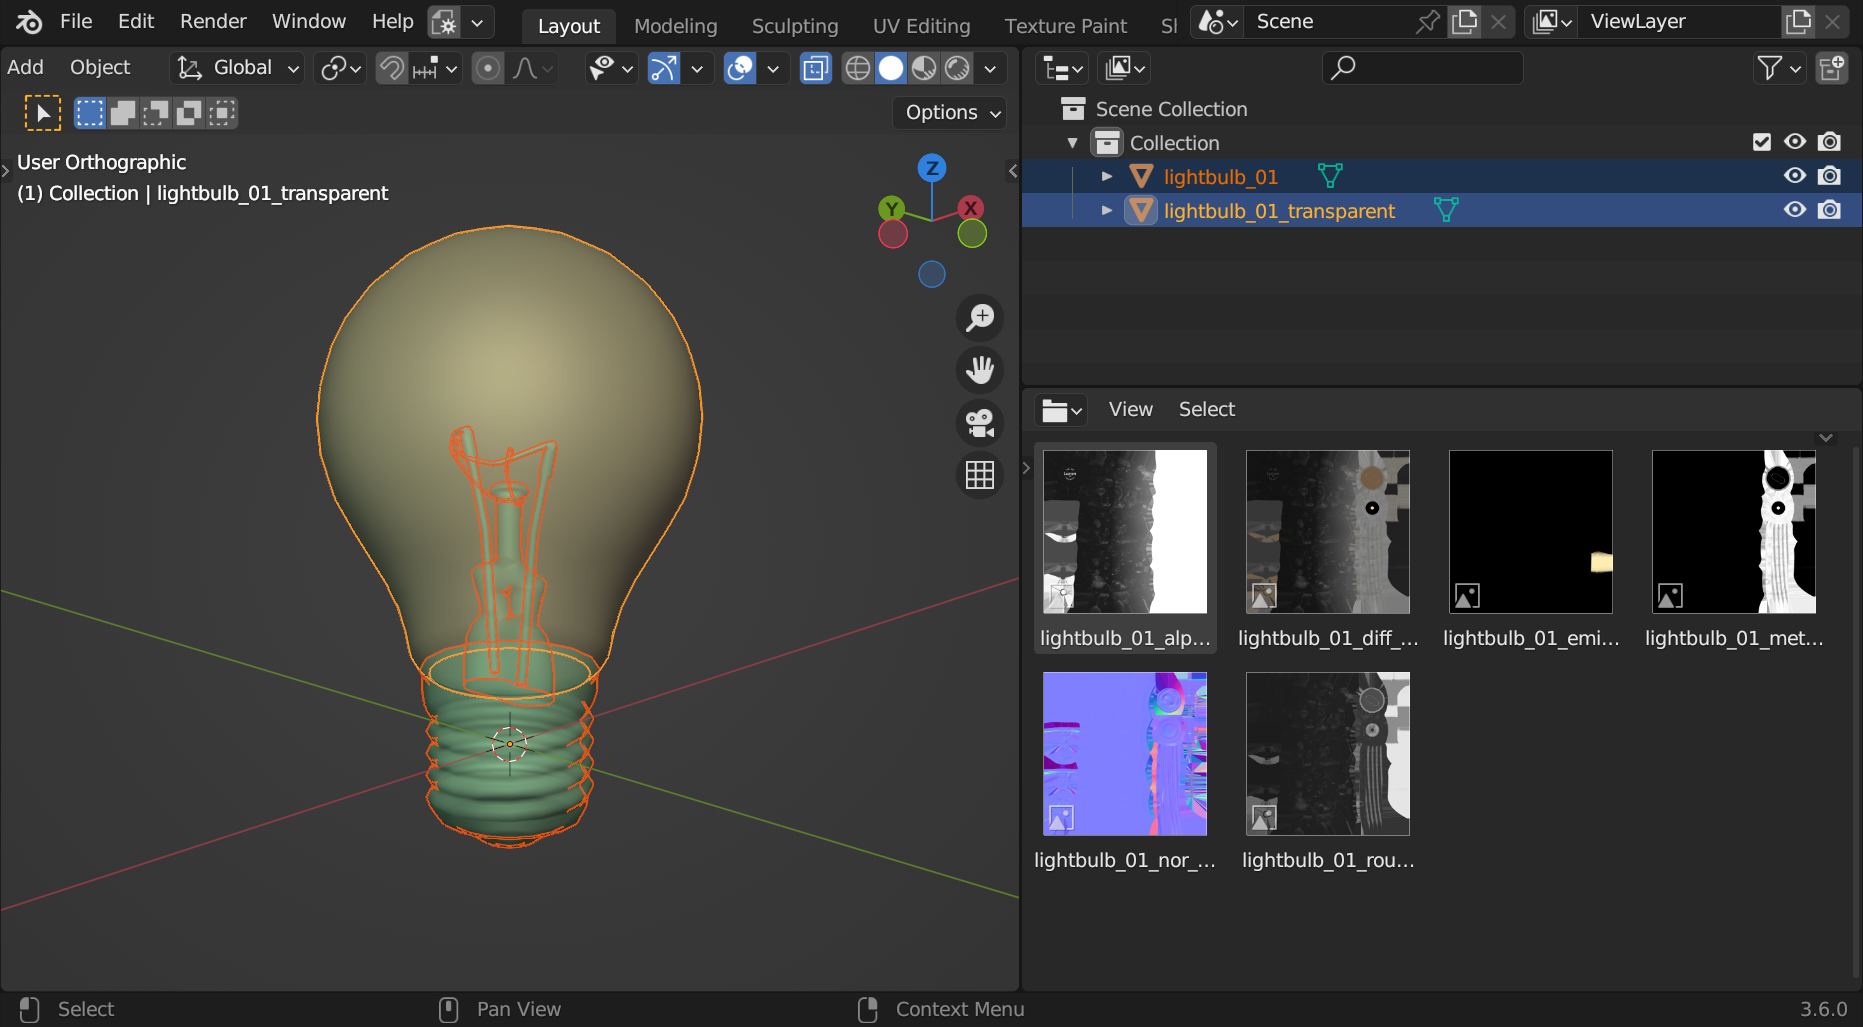 File Edit Render Window Help Layout Modeling Sculpting UV Editing Texture Paint Scene ViewLayer
Add Object Global
Options
User Orthographic
(1) Collection | lightbulb_01_transparent
Z
Y X
Scene Collection
Collection
lightbulb_01
lightbulb_01_transparent
View Select
lightbulb_01_alp... lightbulb_01_diff_... lightbulb_01_emi... lightbulb_01_met...
lightbulb_01_nor_... lightbulb_01_rou...
Select Pan View Context Menu 3.6.0